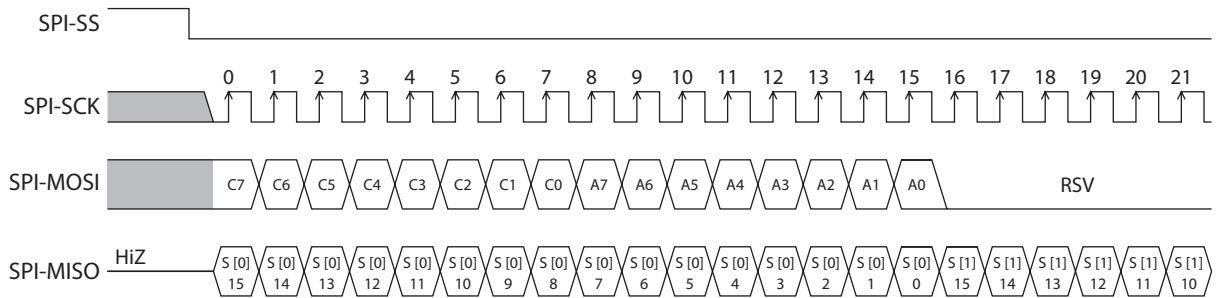 SPI-SS
0 1 2 3 4 5 6 7 8 9 10 11 12 13 14 15 16 17 18 19 20 21
SPI-SCK
SPI-MOSI C7 C6 C5 C4 C3 C2 C1 C0 A7 A6 A5 A4 A3 A2 A1 A0 RSV
HiZ S [0] S [0] S [0] S [0] S [0] S [0] S [0] S [0] S [0] S [0] S [0] S [0] S [0] S [0] S [0] S [0] S [1] S [1] S [1] S [1] S [1] S [1]
SPI-MISO
15 14 13 12 11 10 9 8 7 6 5 4 3 2 1 0 15 14 13 12 11 10